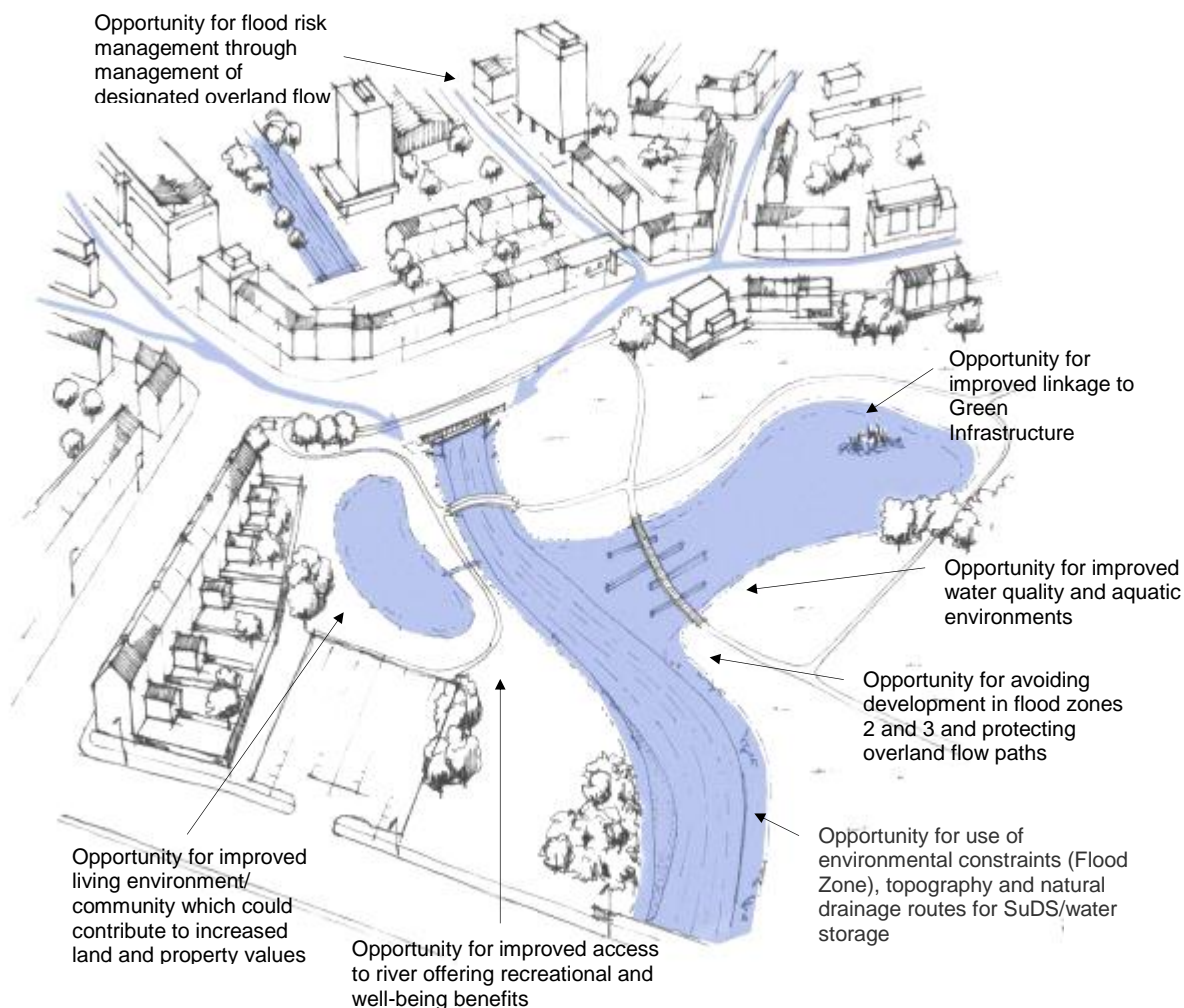 Opportunity for flood risk
management through
management of
designated overland flow
Opportunity for
improved linkage to
Green
Infrastructure
Opportunity for improved
water quality and aquatic
environments
Opportunity for avoiding
development in flood zones
2 and 3 and protecting
overland flow paths
Opportunity for use of
environmental constraints (Flood
Zone), topography and natural
drainage routes for SuDS/water
storage
Opportunity for improved
living environment/
community which could
contribute to increased
land and property values
Opportunity for improved access
to river offering recreational and
well-being benefits